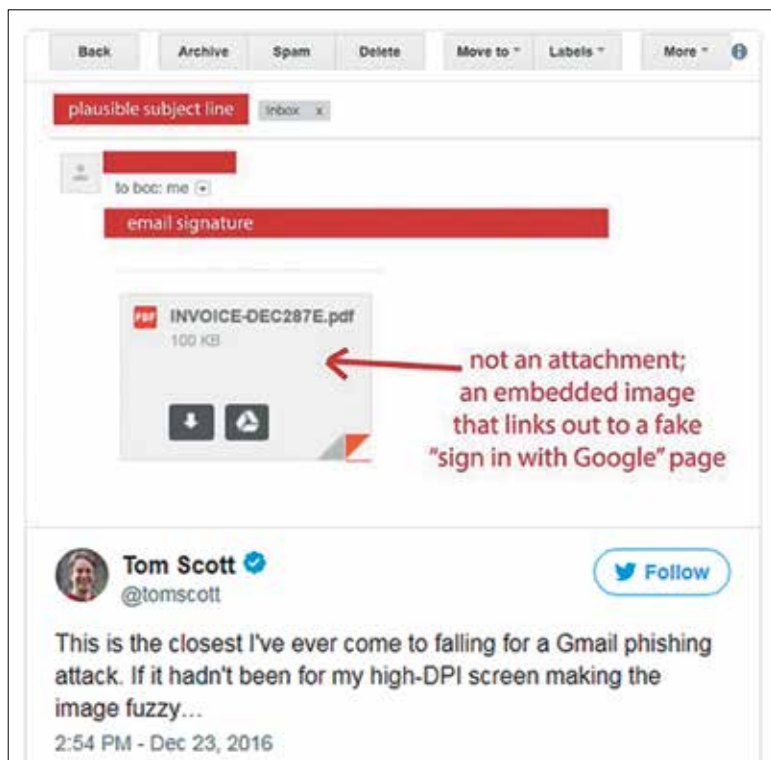 Back Archive Spam Delete Move to Labels More
plausible subject line Inbox x
to bcc: me
email signature
PDF INVOICE-DEC287E.pdf
100 KB
not an attachment;
an embedded image
that links out to a fake
"sign in with Google" page
Tom Scott
@tomscott
Follow
This is the closest I've ever come to falling for a Gmail phishing
attack. If it hadn't been for my high-DPI screen making the
image fuzzy…
2:54 PM - Dec 23, 2016